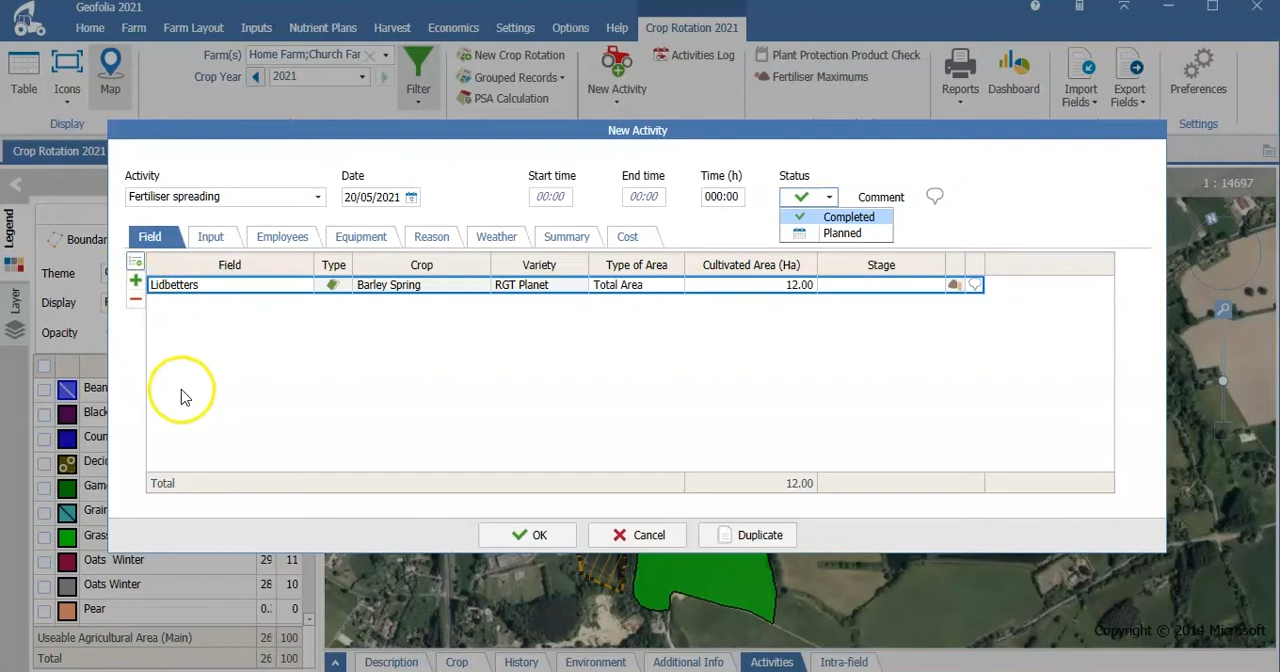 Geofolia 2021
Home Farm Farm Layout Inputs Nutrient Plans Harvest Economics Settings Options Help Crop Rotation 2021
Table Icons Map
Display
Farm(s) Home Farm;Church Far
Crop Year 2021
Filter
New Crop Rotation
Grouped Records
PSA Calculation
New Activity
Activities Log
Plant Protection Product Check
Fertiliser Maximums
Reports Dashboard
Import Fields
Export Fields
Preferences
Settings
Crop Rotation 2021
New Activity
Activity Date Start time End time Time (h) Status
Fertiliser spreading 20/05/2021 00:00 00:00 000:00 Comment
Completed
Planned
Field Input Employees Equipment Reason Weather Summary Cost
Field Type Crop Variety Type of Area Cultivated Area (Ha) Stage
Lidbetters Barley Spring RGT Planet Total Area 12.00
Total 12.00
OK Cancel Duplicate
1 : 14697
N
Legend
Layer
Boundar
Theme
Display
Opacity
Bean
Black
Coun
Decid
Gam
Grain
Grass
Oats Winter 29 11
Oats Winter 28 10
Pear 0. 0
Useable Agricultural Area (Main) 26 100
Total 26 100
Copyright © 2014 Microsoft
Description Crop History Environment Additional Info Activities Intra-field